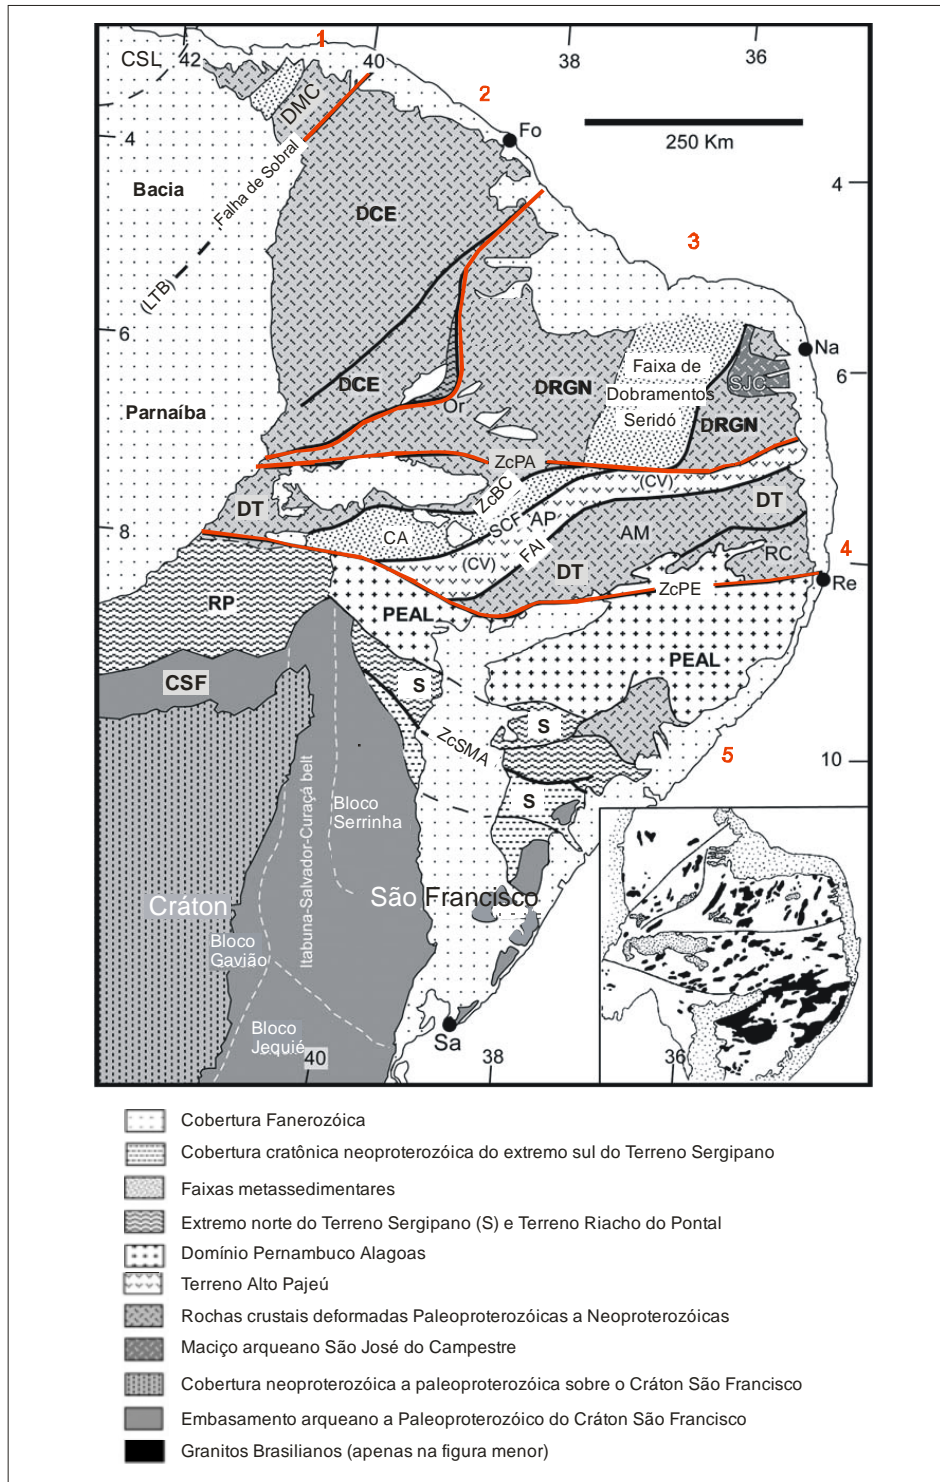 1
CSL
42
40
38
36
2
DMC
Fo
250 Km
4
4
Falha de Sobral
Bacia
DCE
3
(LTB)
6
Na
6
Faixa de
Dobramentos
Seridó
SJC
DCE
DRGN
Parnaíba
Or
DRGN
ZcPA
(CV)
ZcBC
DT
DT
SCF
AP
8
CA
AM
4
FAI
RC
(CV)
DT
Re
ZcPE
RP
PEAL
PEAL
CSF
S
S
ZcSMA
5
10
S
Itabuna-Salvador-Curaçá belt
Bloco
Serrinha
Cráton
São Francisco
Bloco
Gavião
Bloco
Jequié
Sa
40
38
36
Cobertura Fanerozóica
Cobertura cratônica neoproterozóica do extremo sul do Terreno Sergipano
Faixas metassedimentares
Extremo norte do Terreno Sergipano (S) e Terreno Riacho do Pontal
Domínio Pernambuco Alagoas
Terreno Alto Pajeú
Rochas crustais deformadas Paleoproterozóicas a Neoproterozóicas
Maciço arqueano São José do Campestre
Cobertura neoproterozóica a paleoproterozóica sobre o Cráton São Francisco
Embasamento arqueano a Paleoproterozóico do Cráton São Francisco
Granitos Brasilianos (apenas na figura menor)